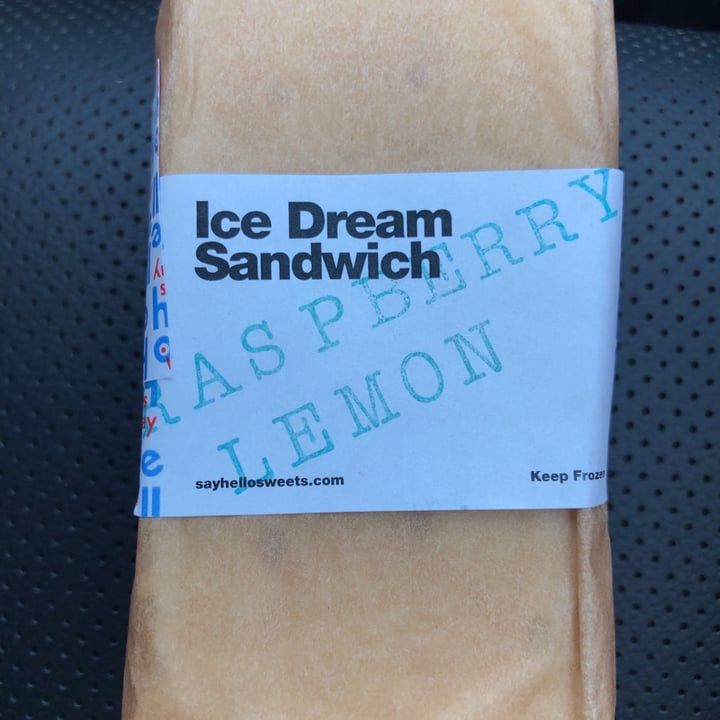 Ice Dream
Sandwich
RASPBERRY
LEMON
sayhellosweets.com
Keep Frozen